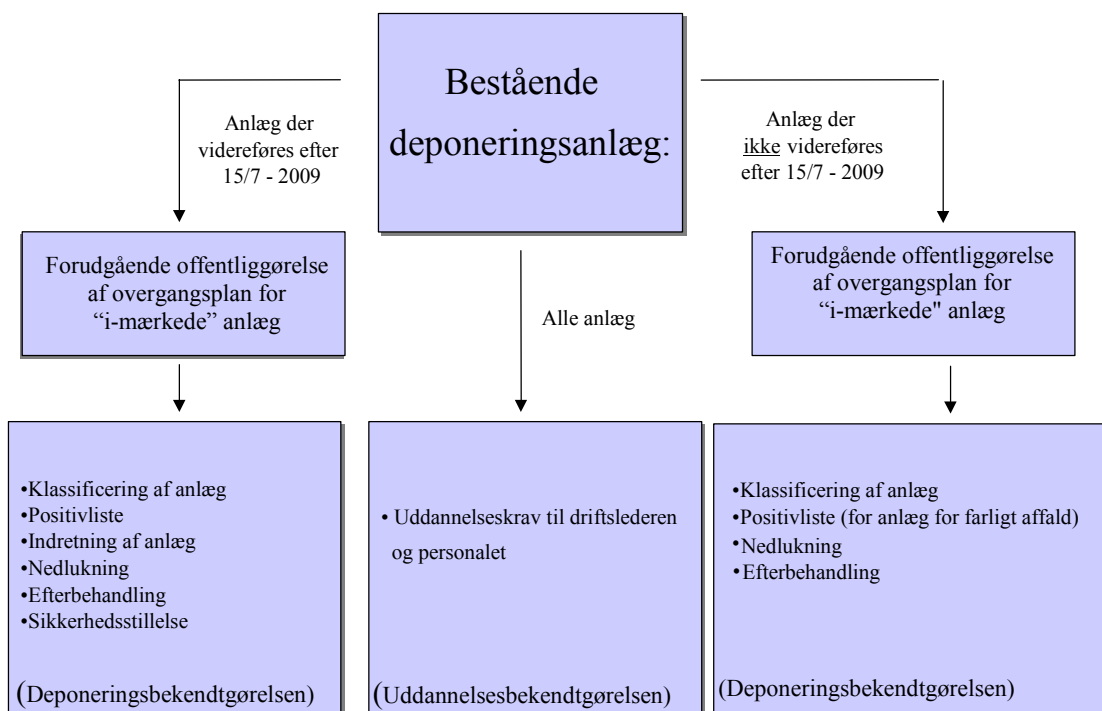 Bestående
deponeringsanlæg:
Anlæg der
videreføres efter
15/7 - 2009
Anlæg der
ikke videreføres
efter 15/7 - 2009
Forudgående offentliggørelse
af overgangsplan for
“i-mærkede” anlæg
Alle anlæg
Forudgående offentliggørelse
af overgangsplan for
“i-mærkede" anlæg
•Klassificering af anlæg
•Positivliste
•Indretning af anlæg
•Nedlukning
•Efterbehandling
•Sikkerhedsstillelse
(Deponeringsbekendtgørelsen)
• Uddannelseskrav til driftslederen
og personalet
(Uddannelsesbekendtgørelsen)
•Klassificering af anlæg
•Positivliste (for anlæg for farligt affald)
•Nedlukning
•Efterbehandling
(Deponeringsbekendtgørelsen)